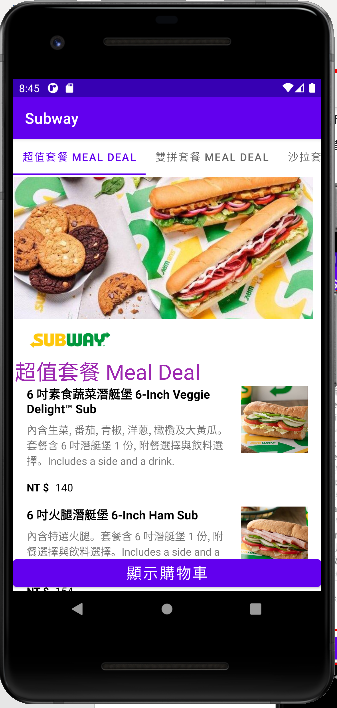 8:45
Subway
超值套餐 MEAL DEAL
雙拼套餐 MEAL DEAL
沙拉套
SUBWAY
超值套餐 Meal Deal
6 吋素食蔬菜潛艇堡 6-Inch Veggie
Delight™ Sub
內含生菜, 番茄, 青椒, 洋蔥, 橄欖及大黃瓜。
套餐含 6 吋潛艇堡 1 份, 附餐選擇與飲料選
擇。Includes a side and a drink.
NT $ 140
6 吋火腿潛艇堡 6-Inch Ham Sub
內含特選火腿。套餐含 6 吋潛艇堡 1 份, 附
餐選擇與飲料選擇。Includes a side and a
顯示購物車